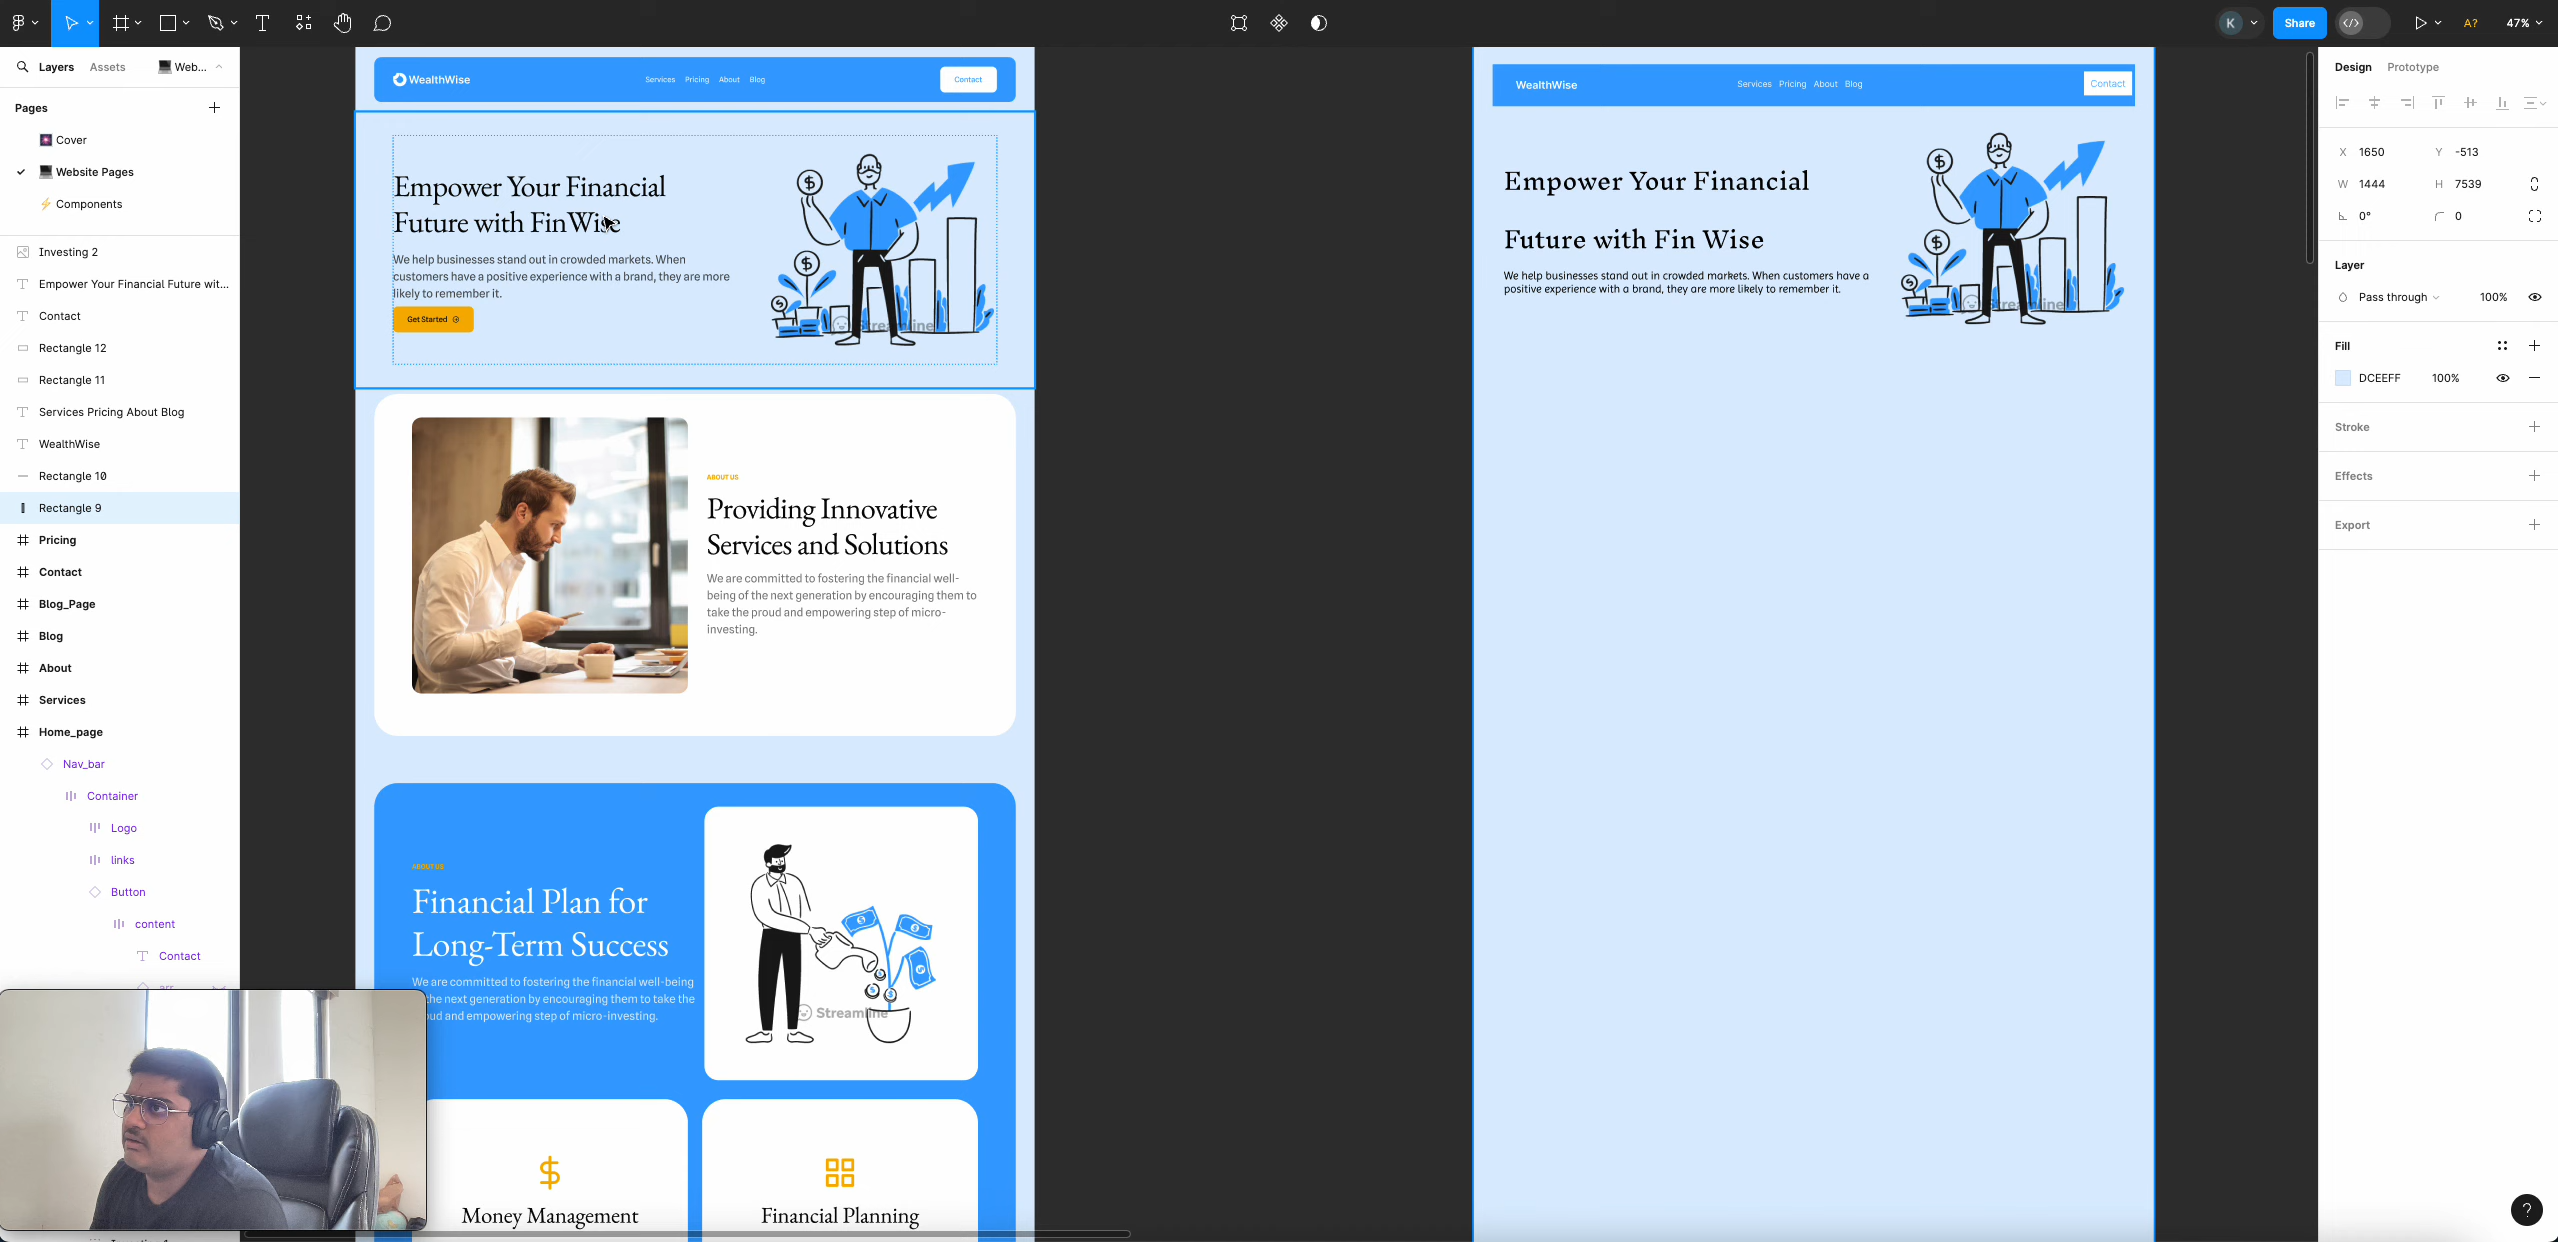 K
Share
A?
47%
Layers
Assets
Web...
Pages
Cover
Website Pages
Components
Investing 2
Empower Your Financial Future wit...
Contact
Rectangle 12
Rectangle 11
Services Pricing About Blog
WealthWise
Rectangle 10
Rectangle 9
Pricing
Contact
Blog_Page
Blog
About
Services
Home_page
Nav_bar
Container
Logo
links
Button
content
Contact
WealthWise
Services
Pricing
About
Blog
Contact
Empower Your Financial
Future with FinWise
We help businesses stand out in crowded markets. When
customers have a positive experience with a brand, they are more
likely to remember it.
Get Started
Streamline
ABOUT US
Providing Innovative
Services and Solutions
We are committed to fostering the financial well-
being of the next generation by encouraging them to
take the proud and empowering step of micro-
investing.
ABOUT US
Financial Plan for
Long-Term Success
We are committed to fostering the financial well-being
the next generation by encouraging them to take the
oud and empowering step of micro-investing.
Streamline
Money Management
Financial Planning
WealthWise
Services Pricing About Blog
Contact
Empower Your Financial
Future with Fin Wise
We help businesses stand out in crowded markets. When customers have a
positive experience with a brand, they are more likely to remember it.
Streamline
Design
Prototype
X 1650
Y -513
W 1444
H 7539
0°
0
Layer
Pass through
100%
Fill
DCEEFF
100%
Stroke
Effects
Export
?